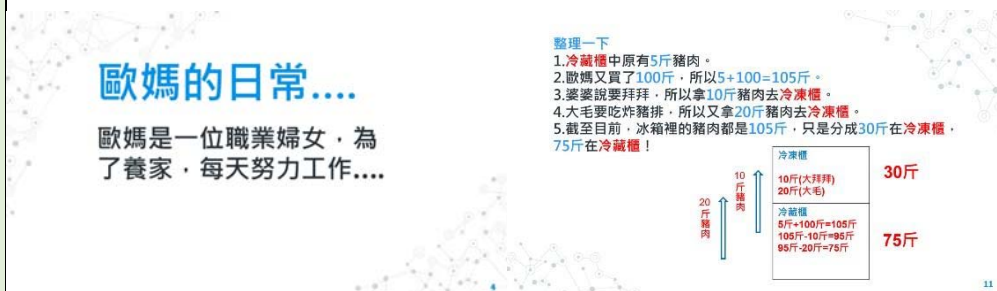 歐媽的日常....
歐媽是一位職業婦女，為
了養家，每天努力工作....
4
整理一下
1.冷藏櫃中原有5斤豬肉。
2.歐媽又買了100斤，所以5+100=105斤。
3.婆婆說要拜拜，所以拿10斤豬肉去冷凍櫃。
4.大毛要吃炸豬排，所以又拿20斤豬肉去冷凍櫃。
5.截至目前，冰箱裡的豬肉都是105斤，只是分成30斤在冷凍櫃，
75斤在冷藏櫃！
20斤豬肉
10斤豬肉
冷凍櫃
10斤(大拜拜)
20斤(大毛)
30斤
冷藏櫃
5斤+100斤=105斤
105斤-10斤=95斤
95斤-20斤=75斤
75斤
11